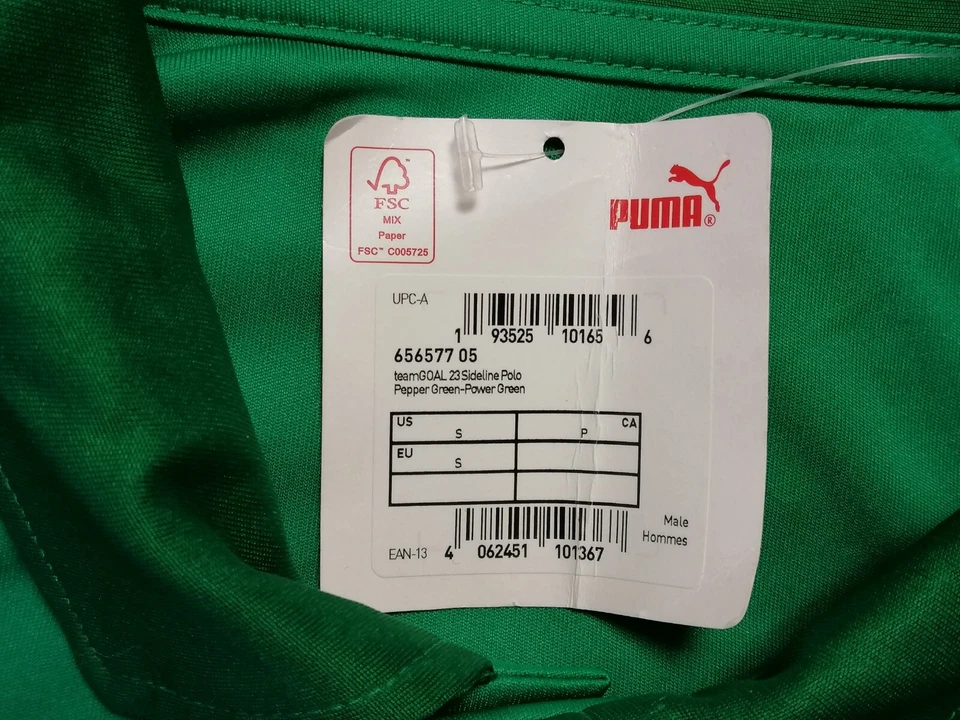 FSC™
MIX
Paper
FSC™ C005725
PUMA®
UPC-A
1 93525 10165 6
656577 05
teamGOAL 23 Sideline Polo
Pepper Green-Power Green
US S P CA
EU S
Male
Hommes
EAN-13 4 062451 101367